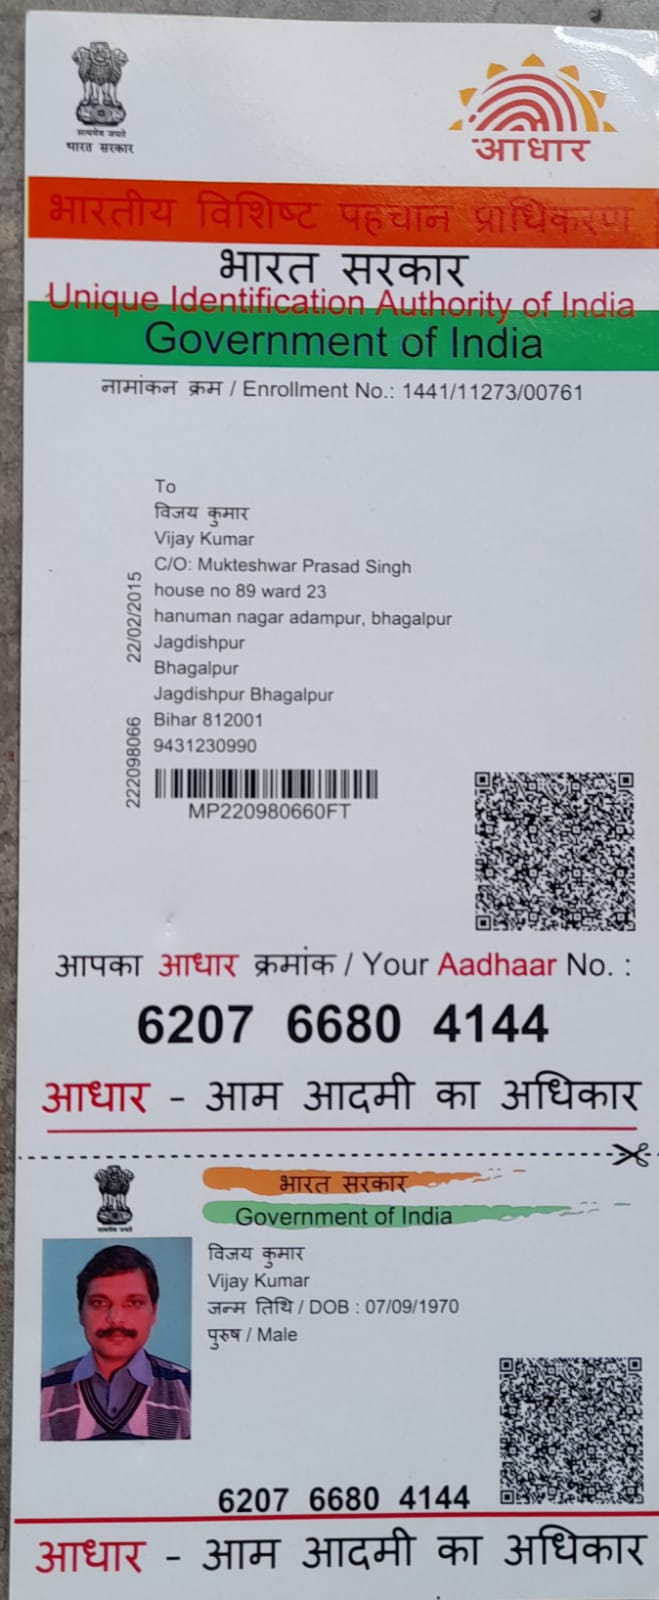 सत्यमेव जयते
भारत सरकार
आधार
भारतीय विशिष्ट पहचान प्राधिकरण
भारत सरकार
Unique Identification Authority of India
Government of India
नामांकन क्रम / Enrollment No.: 1441/11273/00761
To
विजय कुमार
Vijay Kumar
C/O: Mukteshwar Prasad Singh
house no 89 ward 23
hanuman nagar adampur, bhagalpur
Jagdishpur
Bhagalpur
Jagdishpur Bhagalpur
Bihar 812001
9431230990
22/02/2015
222098066
MP220980660FT
आपका आधार क्रमांक / Your Aadhaar No. :
6207 6680 4144
आधार - आम आदमी का अधिकार
सत्यमेव जयते
भारत सरकार
Government of India
विजय कुमार
Vijay Kumar
जन्म तिथि / DOB : 07/09/1970
पुरुष / Male
6207 6680 4144
आधार - आम आदमी का अधिकार